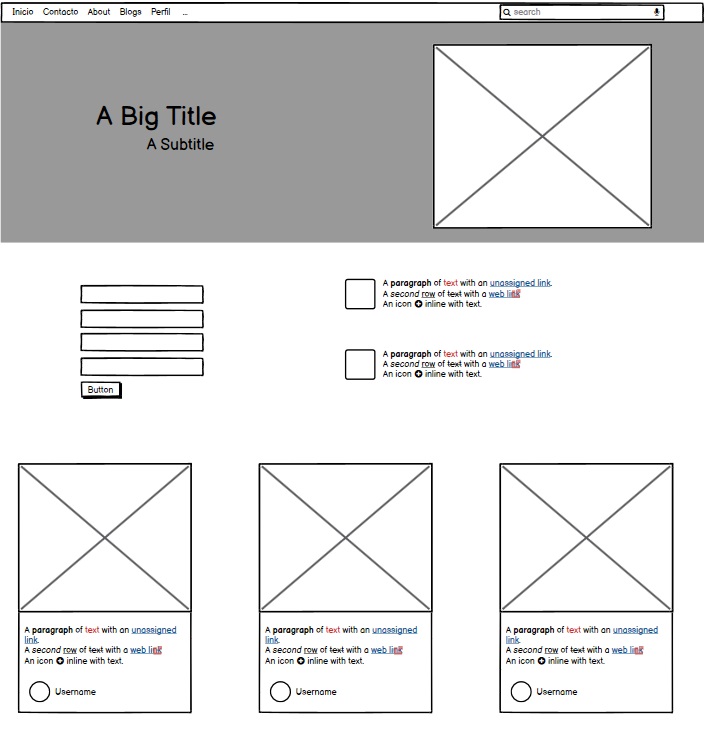 Inicio Contacto About Blogs Perfil ...
search
A Big Title
A Subtitle
Button
A paragraph of text with an unassigned link.
A second row of text with a web link
An icon inline with text.
A paragraph of text with an unassigned link.
A second row of text with a web link
An icon inline with text.
A paragraph of text with an unassigned
link.
A second row of text with a web link
An icon inline with text.
Username
A paragraph of text with an unassigned
link.
A second row of text with a web link
An icon inline with text.
Username
A paragraph of text with an unassigned
link.
A second row of text with a web link
An icon inline with text.
Username